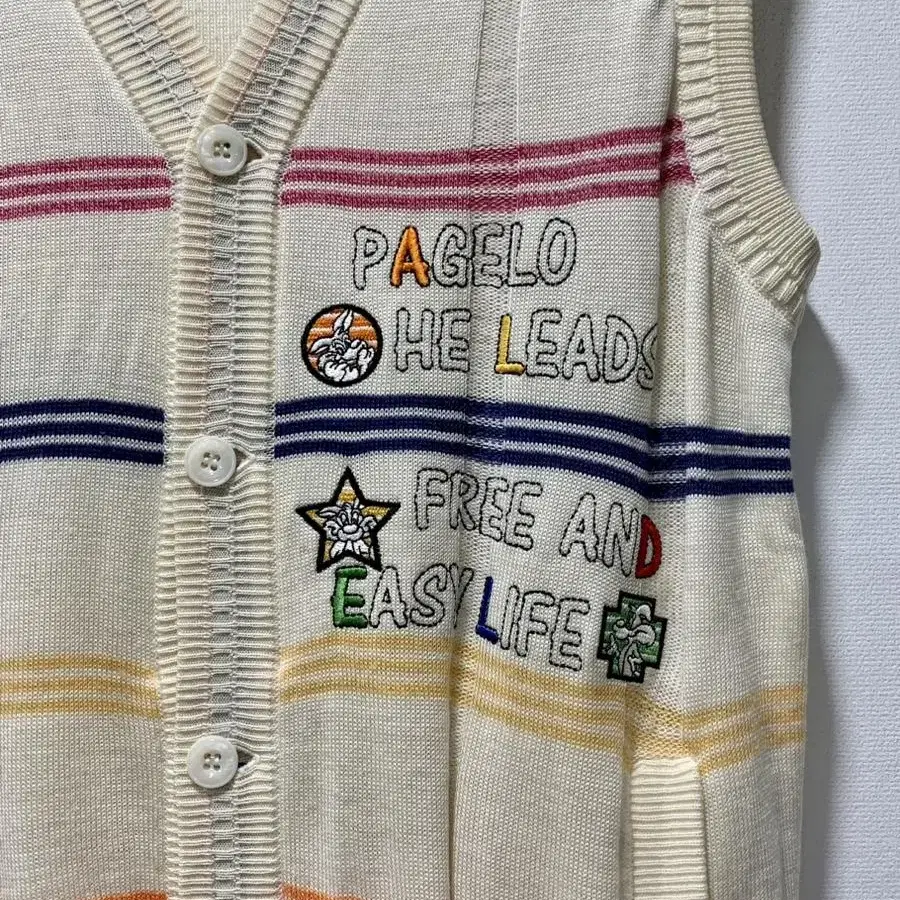 PAGELO
HE LEADS
FREE AND
EASY LIFE